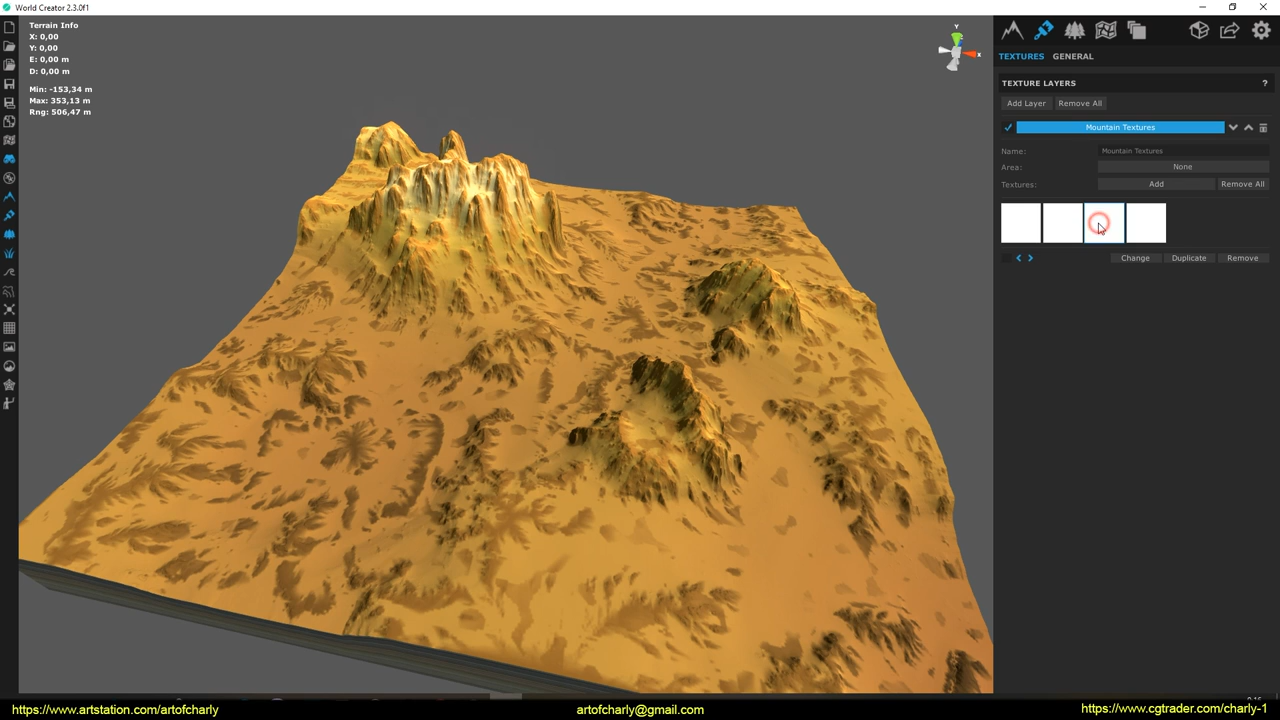 World Creator 2.3.0f1
Terrain Info
X: 0,00
Y: 0,00
E: 0,00 m
D: 0,00 m
Min: -153,34 m
Max: 353,13 m
Rng: 506,47 m
Y
X
TEXTURES GENERAL
TEXTURE LAYERS ?
Add Layer Remove All
Mountain Textures
Name: Mountain Textures
Area: None
Textures: Add Remove All
Change Duplicate Remove
https://www.artstation.com/artofcharly artofcharly@gmail.com https://www.cgtrader.com/charly-1